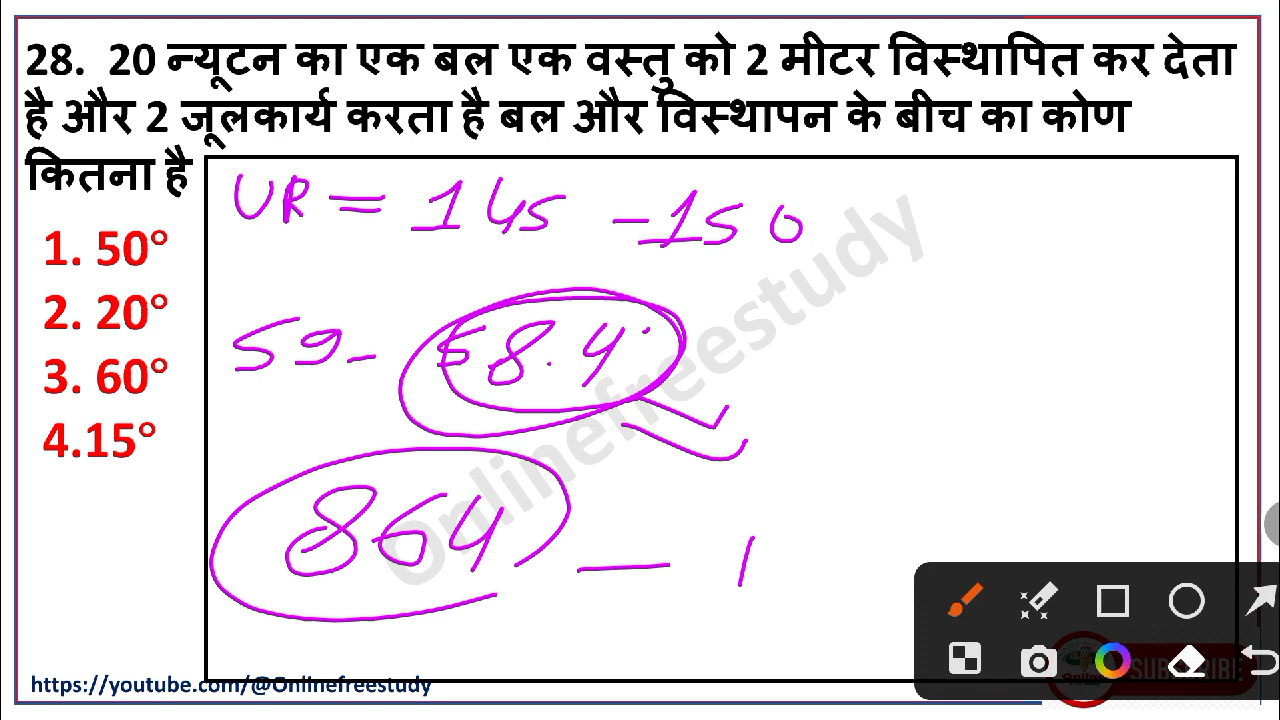 28. 20 न्यूटन का एक बल एक वस्तु को 2 मीटर विस्थापित कर देता
है और 2 जूलकार्य करता है बल और विस्थापन के बीच का कोण
कितना है
UR = 145 - 150
1. 50°
2. 20°
59 - 58.4
3. 60°
4.15°
864 — 1
Onlinefreestudy
https://youtube.com/@Onlinefreestudy
SUBSCRIBE